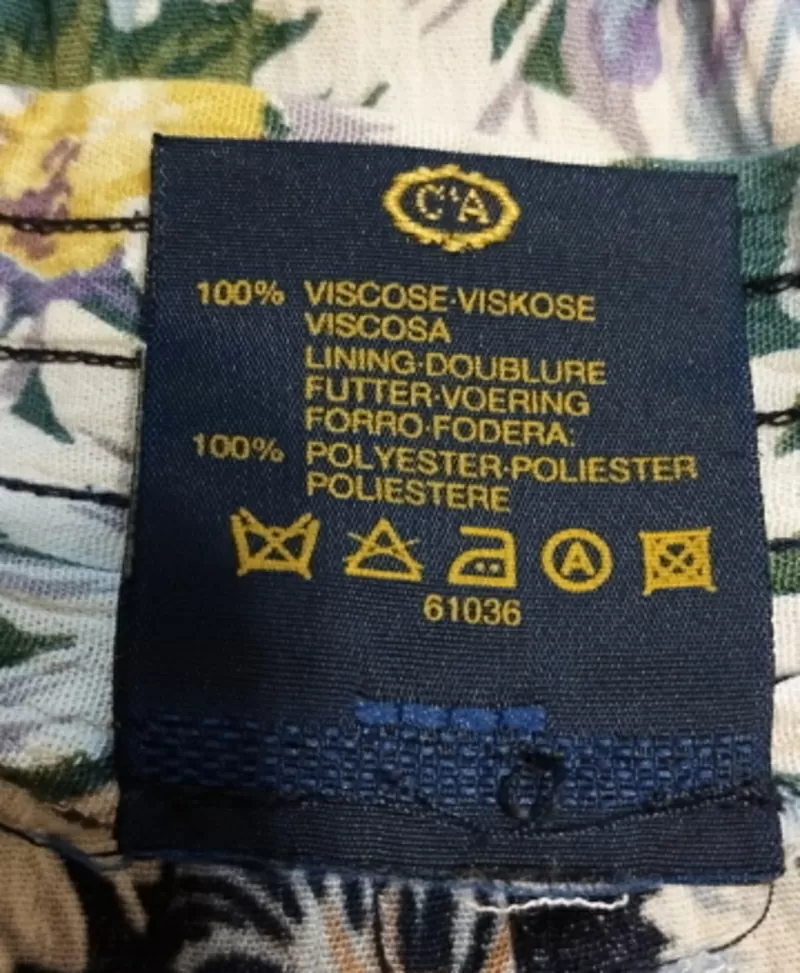 C&A
100% VISCOSE·VISKOSE
VISCOSA
LINING·DOUBLURE
FUTTER·VOERING
FORRO·FODERA:
100% POLYESTER·POLIESTER
POLIESTERE
A
61036